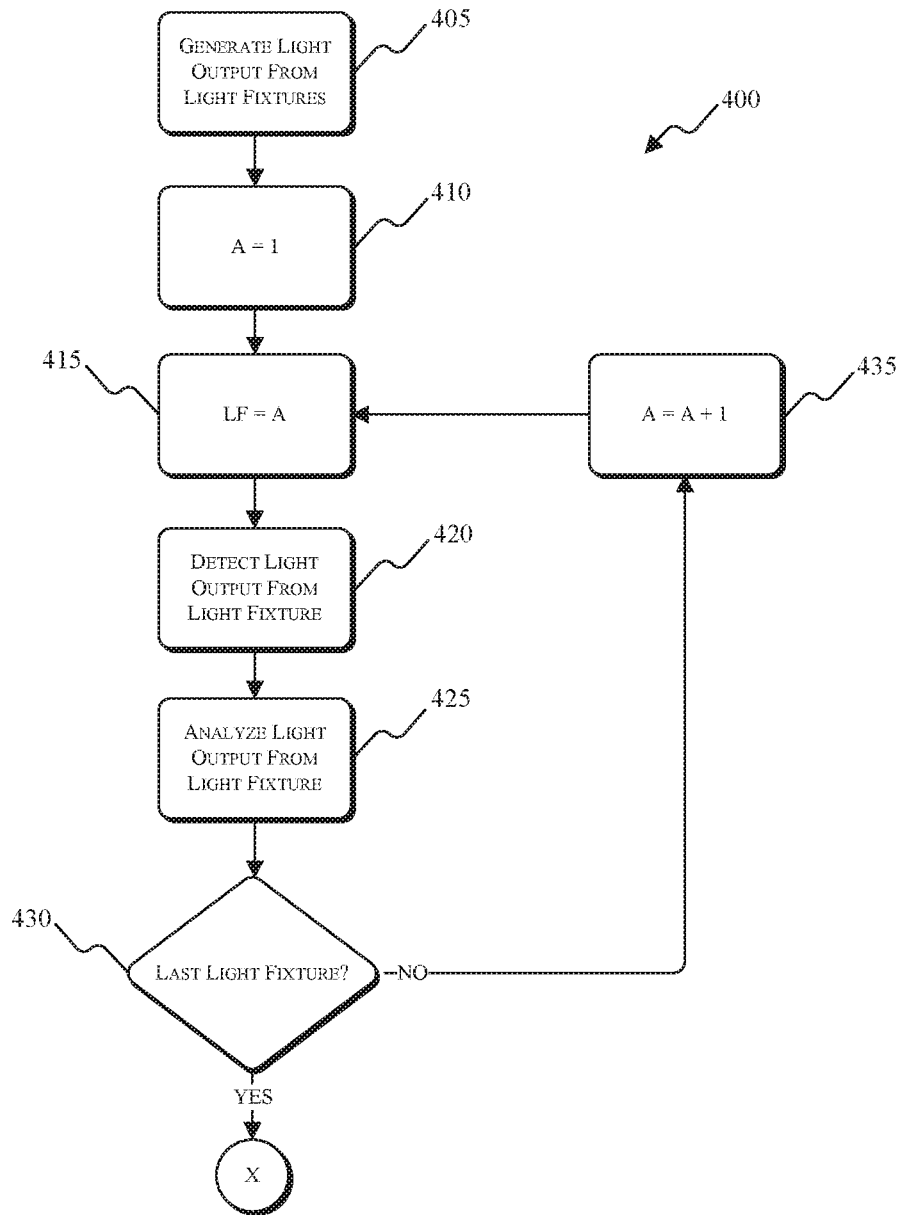 GENERATE LIGHT
OUTPUT FROM
LIGHT FIXTURES
405
400
A = 1
410
415
LF = A
A = A + 1
435
DETECT LIGHT
OUTPUT FROM
LIGHT FIXTURE
420
ANALYZE LIGHT
OUTPUT FROM
LIGHT FIXTURE
425
430
LAST LIGHT FIXTURE?
NO
YES
X